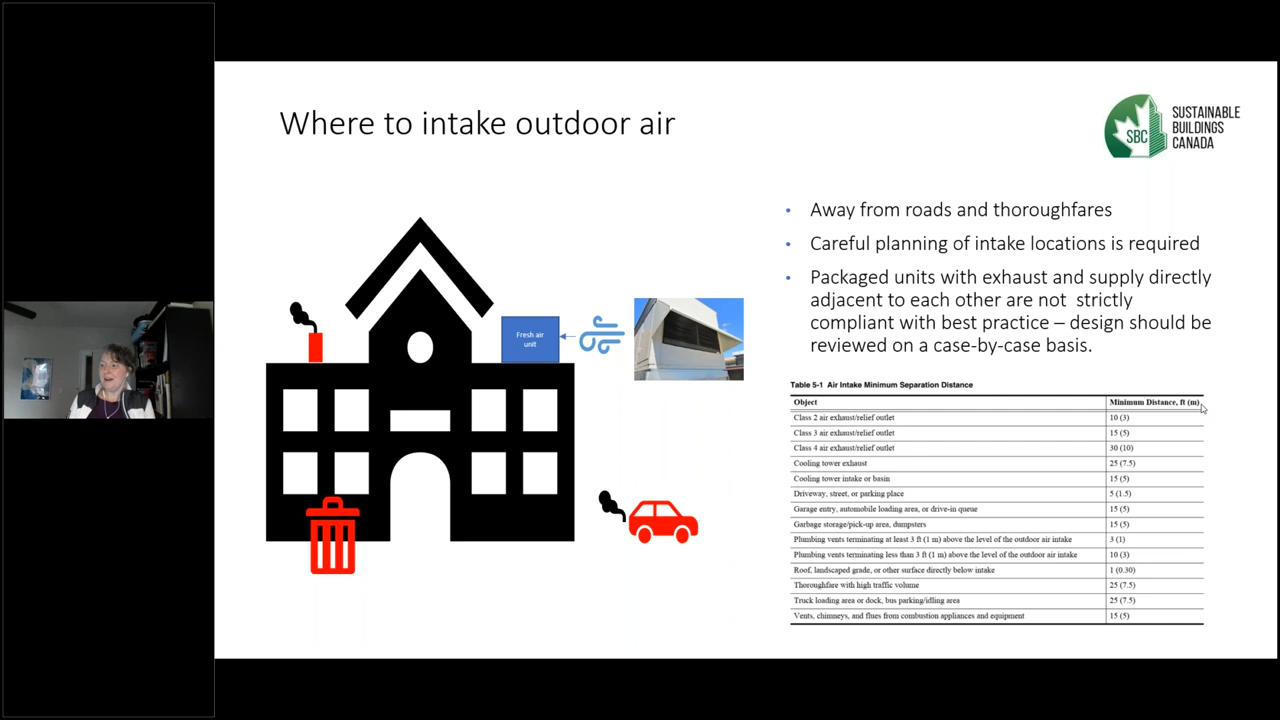 Where to intake outdoor air
SBC
SUSTAINABLE
BUILDINGS
CANADA
• Away from roads and thoroughfares
• Careful planning of intake locations is required
• Packaged units with exhaust and supply directly
adjacent to each other are not strictly
compliant with best practice – design should be
reviewed on a case-by-case basis.
Fresh air
unit
Table 5-1 Air Intake Minimum Separation Distance
Object Minimum Distance, ft (m)
Class 2 air exhaust/relief outlet 10 (3)
Class 3 air exhaust/relief outlet 15 (5)
Class 4 air exhaust/relief outlet 30 (10)
Cooling tower exhaust 25 (7.5)
Cooling tower intake or basin 15 (5)
Driveway, street, or parking place 5 (1.5)
Garage entry, automobile loading area, or drive-in queue 15 (5)
Garbage storage/pick-up area, dumpsters 15 (5)
Plumbing vents terminating at least 3 ft (1 m) above the level of the outdoor air intake 3 (1)
Plumbing vents terminating less than 3 ft (1 m) above the level of the outdoor air intake 10 (3)
Roof, landscaped grade, or other surface directly below intake 1 (0.30)
Thoroughfare with high traffic volume 25 (7.5)
Truck loading area or dock, bus parking/idling area 25 (7.5)
Vents, chimneys, and flues from combustion appliances and equipment 15 (5)